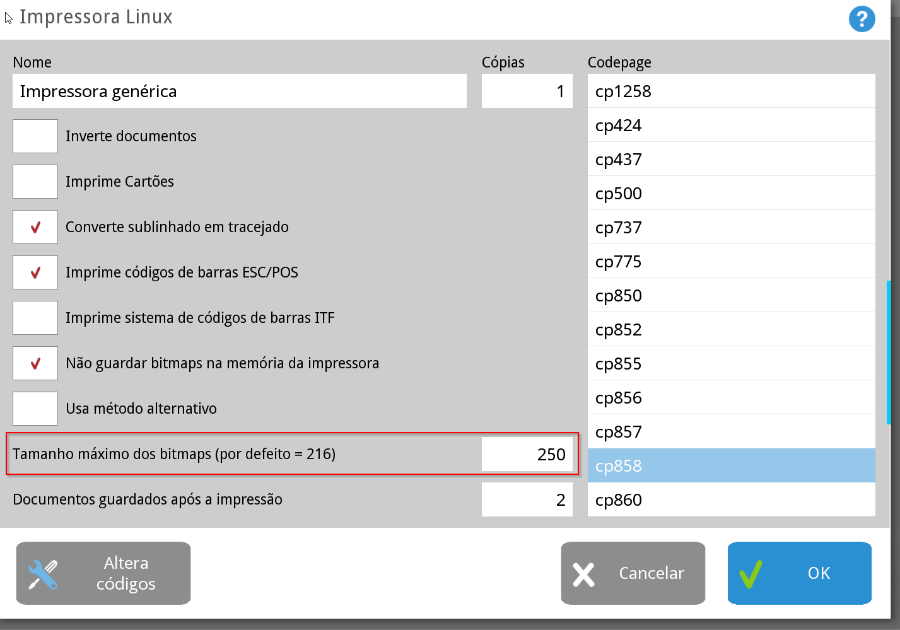 Impressora Linux
?
Nome
Cópias
Codepage
Impressora genérica
1
cp1258
Inverte documentos
cp424
cp437
Imprime Cartões
cp500
Converte sublinhado em tracejado
cp737
Imprime códigos de barras ESC/POS
cp775
cp850
Imprime sistema de códigos de barras ITF
cp852
Não guardar bitmaps na memória da impressora
cp855
cp856
Usa método alternativo
cp857
Tamanho máximo dos bitmaps (por defeito = 216)
250
cp858
Documentos guardados após a impressão
2
cp860
Altera
códigos
Cancelar
OK